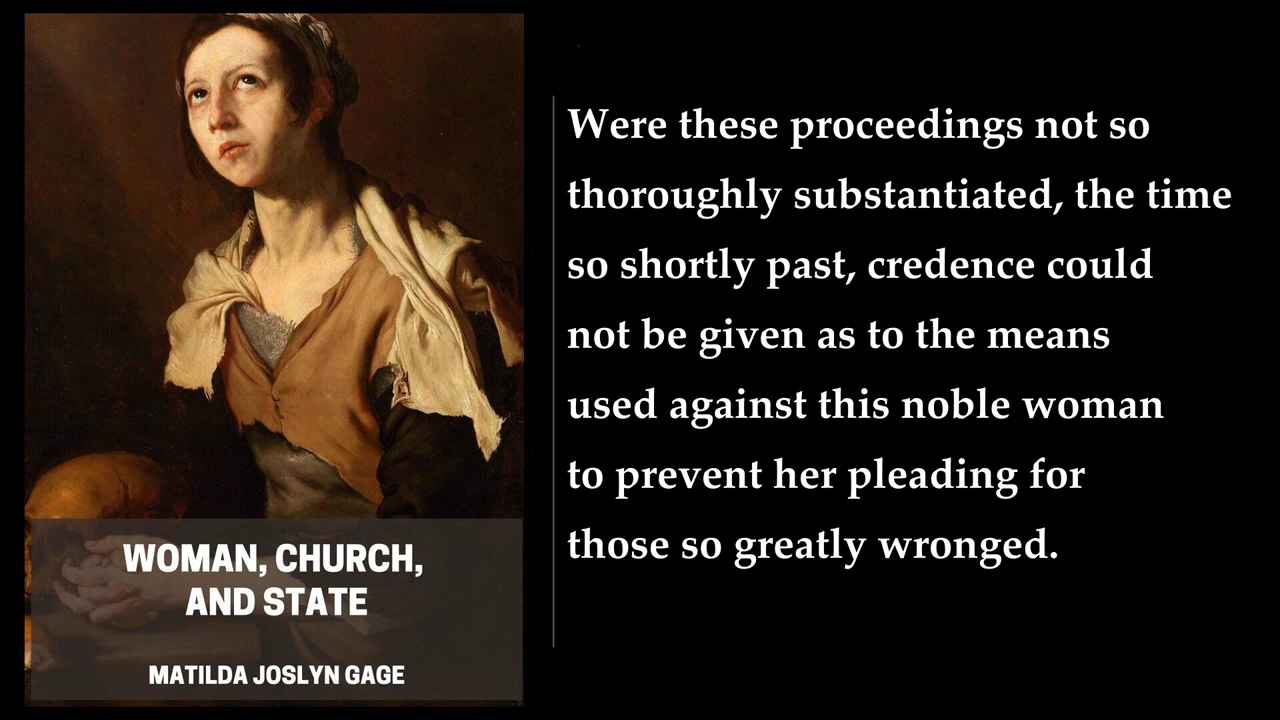 WOMAN, CHURCH,
AND STATE
MATILDA JOSLYN GAGE
Were these proceedings not so
thoroughly substantiated, the time
so shortly past, credence could
not be given as to the means
used against this noble woman
to prevent her pleading for
those so greatly wronged.